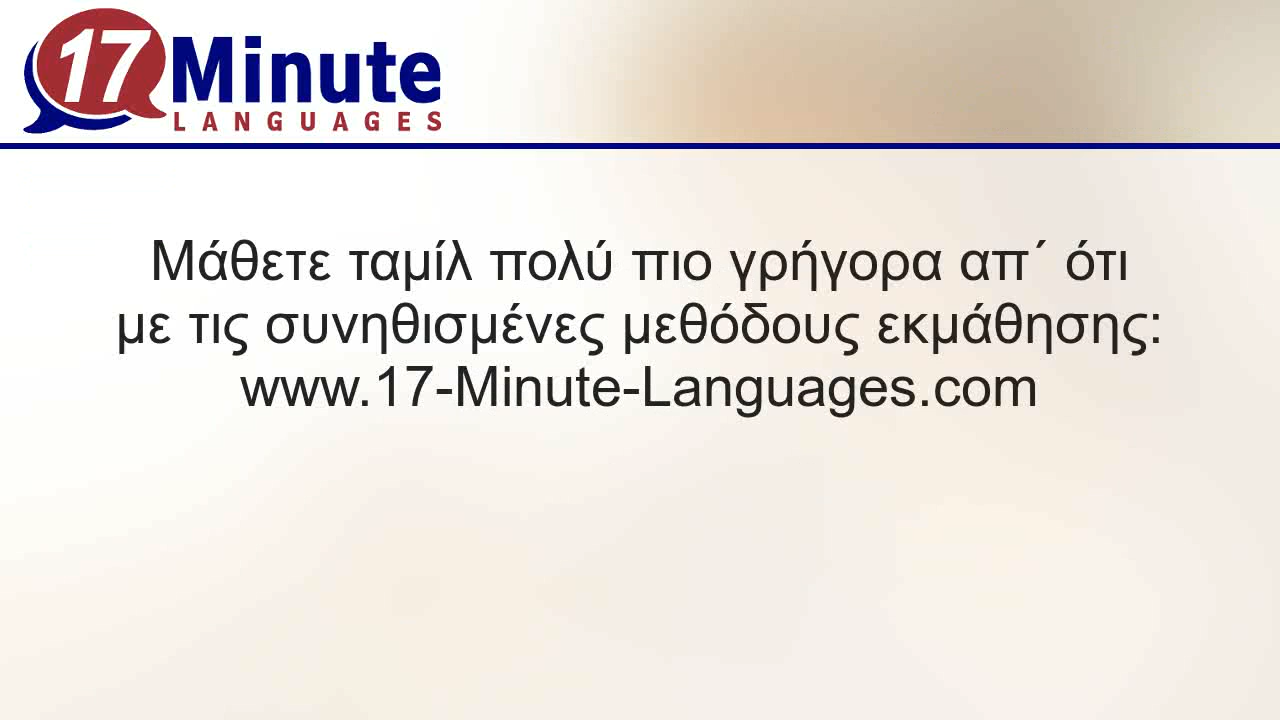 17 Minute
LANGUAGES
Μάθετε ταμίλ πολύ πιο γρήγορα απ΄ ότι
με τις συνηθισμένες μεθόδους εκμάθησης:
www.17-Minute-Languages.com